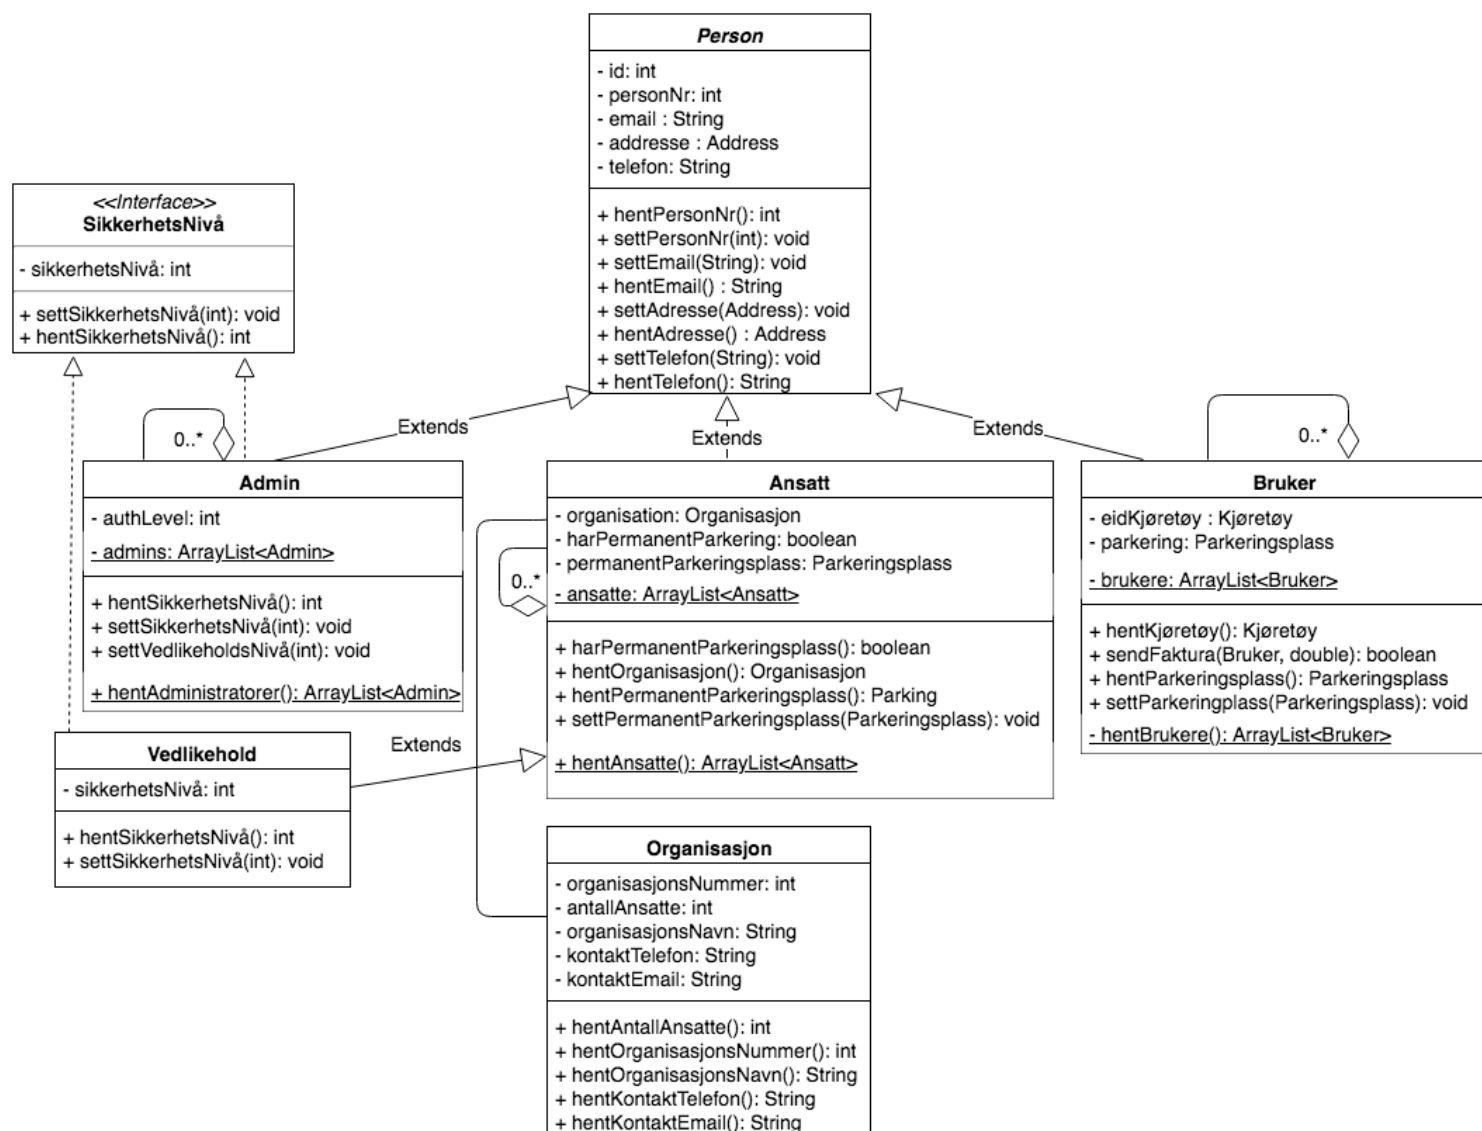 Person
- id: int
- personNr: int
- email : String
- addresse : Address
- telefon: String
+ hentPersonNr(): int
+ settPersonNr(int): void
+ settEmail(String): void
+ hentEmail() : String
+ settAdresse(Address): void
+ hentAdresse() : Address
+ settTelefon(String): void
+ hentTelefon(): String
<<Interface>>
SikkerhetsNivå
- sikkerhetsNivå: int
+ settSikkerhetsNivå(int): void
+ hentSikkerhetsNivå(): int
Extends
Extends
Extends
0..*
0..*
Admin
- authLevel: int
- admins: ArrayList<Admin>
+ hentSikkerhetsNivå(): int
+ settSikkerhetsNivå(int): void
+ settVedlikeholdsNivå(int): void
+ hentAdministratorer(): ArrayList<Admin>
Ansatt
- organisation: Organisasjon
- harPermanentParkering: boolean
- permanentParkeringsplass: Parkeringsplass
- ansatte: ArrayList<Ansatt>
0..*
+ harPermanentParkeringsplass(): boolean
+ hentOrganisasjon(): Organisasjon
+ hentPermanentParkeringsplass(): Parking
+ settPermanentParkeringsplass(Parkeringsplass): void
+ hentAnsatte(): ArrayList<Ansatt>
Bruker
- eidKjøretøy : Kjøretøy
- parkering: Parkeringsplass
- brukere: ArrayList<Bruker>
+ hentKjøretøy(): Kjøretøy
+ sendFaktura(Bruker, double): boolean
+ hentParkeringsplass(): Parkeringsplass
+ settParkeringplass(Parkeringsplass): void
- hentBrukere(): ArrayList<Bruker>
Vedlikehold
- sikkerhetsNivå: int
+ hentSikkerhetsNivå(): int
+ settSikkerhetsNivå(int): void
Extends
Organisasjon
- organisasjonsNummer: int
- antallAnsatte: int
- organisasjonsNavn: String
- kontaktTelefon: String
- kontaktEmail: String
+ hentAntallAnsatte(): int
+ hentOrganisasjonsNummer(): int
+ hentOrganisasjonsNavn(): String
+ hentKontaktTelefon(): String
+ hentKontaktEmail(): String